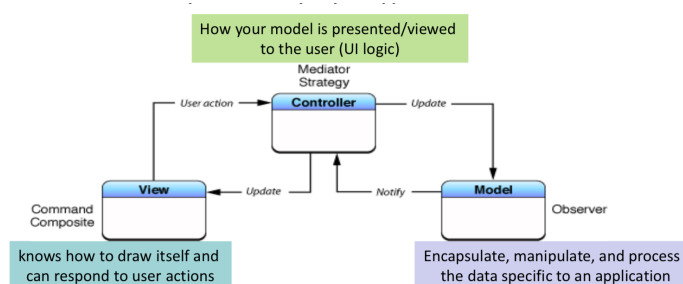 How your model is presented/viewed
to the user (UI logic)
Mediator
Strategy
Controller
User action
Update
View
Update
Notify
Model
Command
Composite
Observer
knows how to draw itself and
can respond to user actions
Encapsulate, manipulate, and process
the data specific to an application